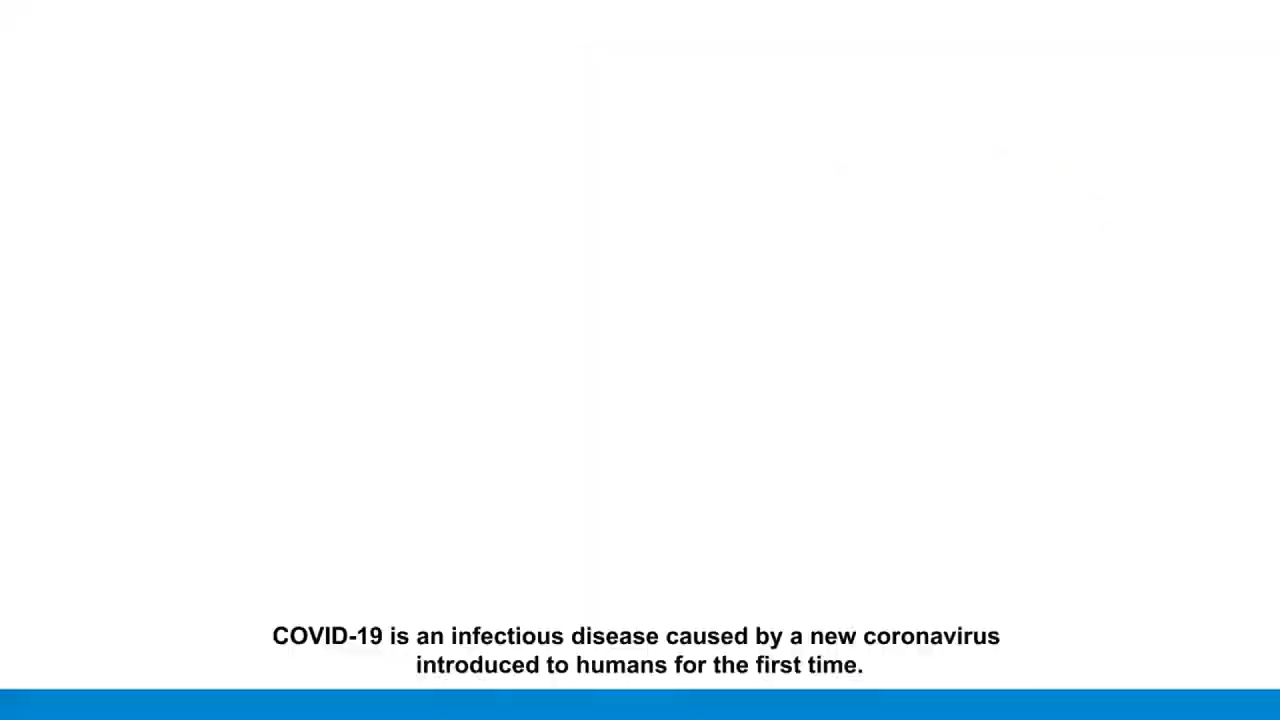 COVID-19 is an infectious disease caused by a new coronavirus
introduced to humans for the first time.